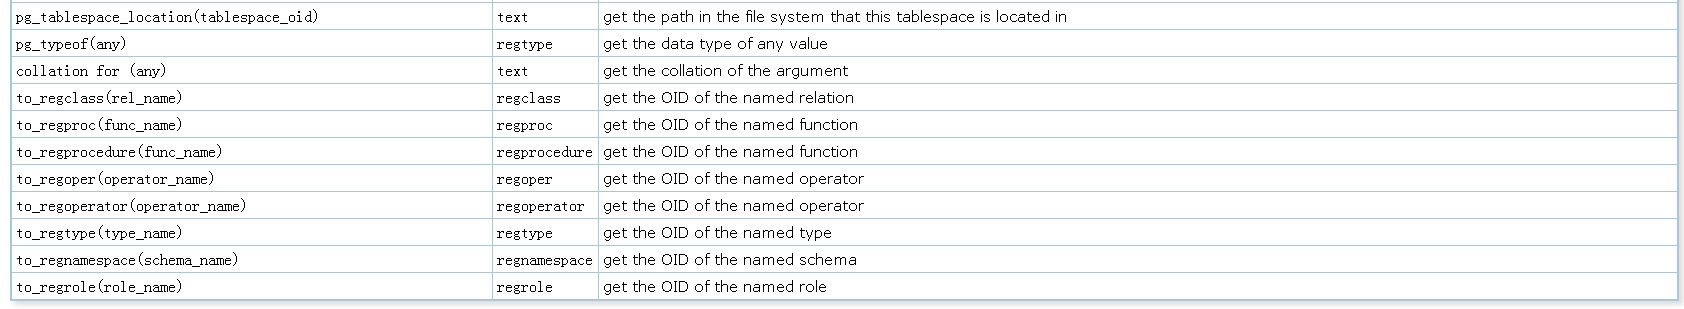 pg_tablespace_location(tablespace_oid) text get the path in the file system that this tablespace is located in
pg_typeof(any) regtype get the data type of any value
collation for (any) text get the collation of the argument
to_regclass(rel_name) regclass get the OID of the named relation
to_regproc(func_name) regproc get the OID of the named function
to_regprocedure(func_name) regprocedure get the OID of the named function
to_regoper(operator_name) regoper get the OID of the named operator
to_regoperator(operator_name) regoperator get the OID of the named operator
to_regtype(type_name) regtype get the OID of the named type
to_regnamespace(schema_name) regnamespace get the OID of the named schema
to_regrole(role_name) regrole get the OID of the named role